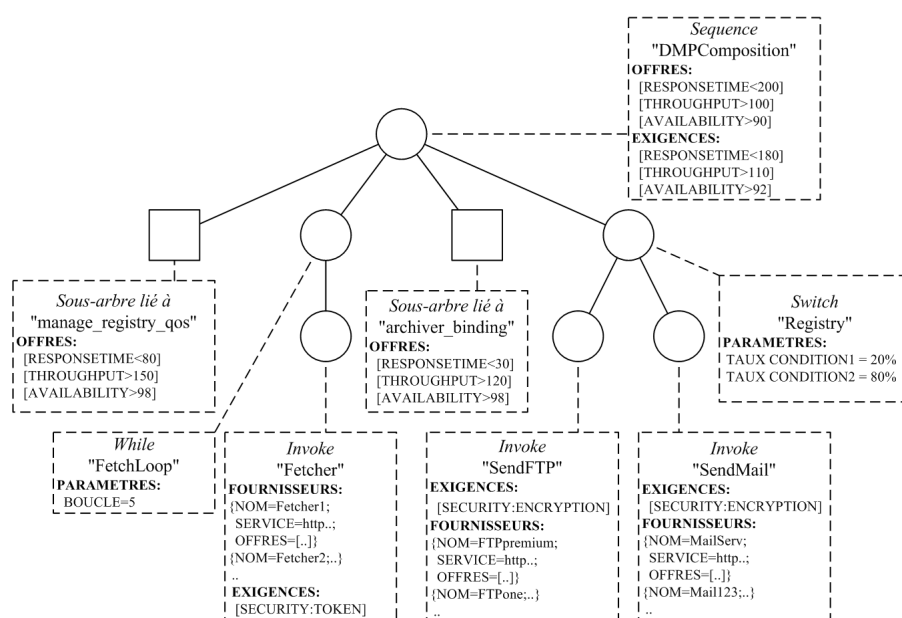 Sequence
"DMPComposition"
OFFRES:
[RESPONSETIME<200]
[THROUGHPUT>100]
[AVAILABILITY>90]
EXIGENCES:
[RESPONSETIME<180]
[THROUGHPUT>110]
[AVAILABILITY>92]
Sous-arbre lié à
"manage_registry_qos"
OFFRES:
[RESPONSETIME<80]
[THROUGHPUT>150]
[AVAILABILITY>98]
Sous-arbre lié à
"archiver_binding"
OFFRES:
[RESPONSETIME<30]
[THROUGHPUT>120]
[AVAILABILITY>98]
Switch
"Registry"
PARAMETRES:
TAUX CONDITION1 = 20%
TAUX CONDITION2 = 80%
While
"FetchLoop"
PARAMETRES:
BOUCLE=5
Invoke
"Fetcher"
FOURNISSEURS:
{NOM=Fetcher1;
SERVICE=http..;
OFFRES=[..]}
{NOM=Fetcher2;..}
..
EXIGENCES:
[SECURITY:TOKEN]
Invoke
"SendFTP"
EXIGENCES:
[SECURITY:ENCRYPTION]
FOURNISSEURS:
{NOM=FTPpremium;
SERVICE=http..;
OFFRES=[..]}
{NOM=FTPone;..}
..
Invoke
"SendMail"
EXIGENCES:
[SECURITY:ENCRYPTION]
FOURNISSEURS:
{NOM=MailServ;
SERVICE=http..;
OFFRES=[..]}
{NOM=Mail123;..}
..